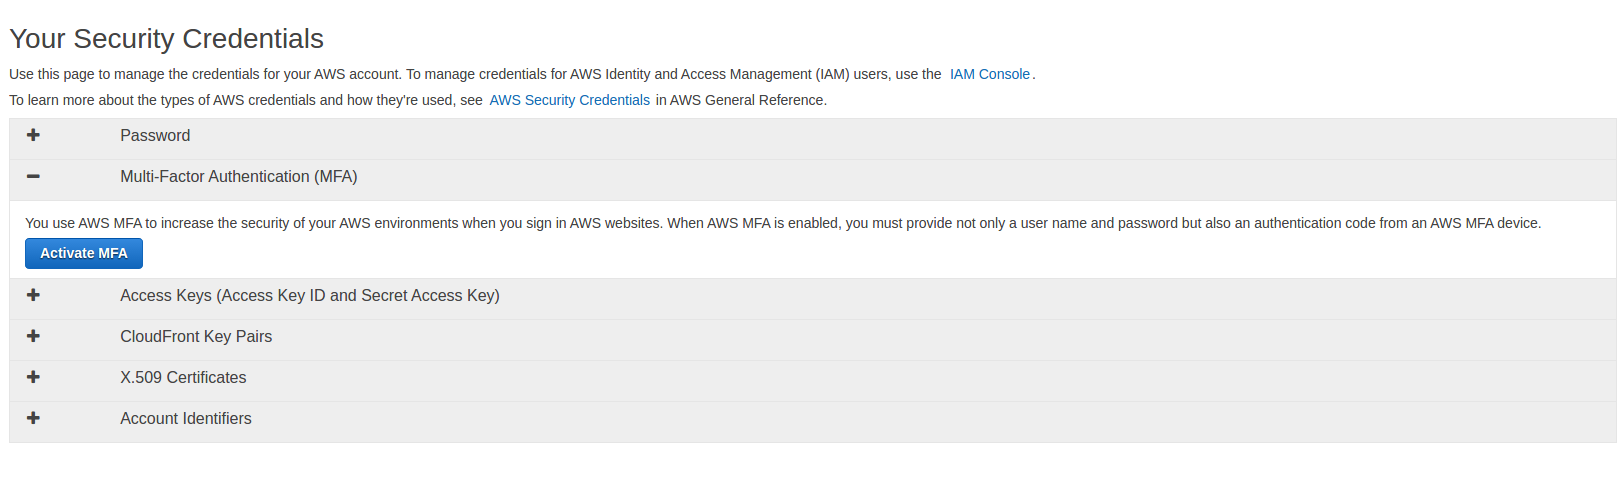 Your Security Credentials
Use this page to manage the credentials for your AWS account. To manage credentials for AWS Identity and Access Management (IAM) users, use the IAM Console.
To learn more about the types of AWS credentials and how they're used, see AWS Security Credentials in AWS General Reference.
Password
Multi-Factor Authentication (MFA)
You use AWS MFA to increase the security of your AWS environments when you sign in AWS websites. When AWS MFA is enabled, you must provide not only a user name and password but also an authentication code from an AWS MFA device.
Activate MFA
Access Keys (Access Key ID and Secret Access Key)
CloudFront Key Pairs
X.509 Certificates
Account Identifiers